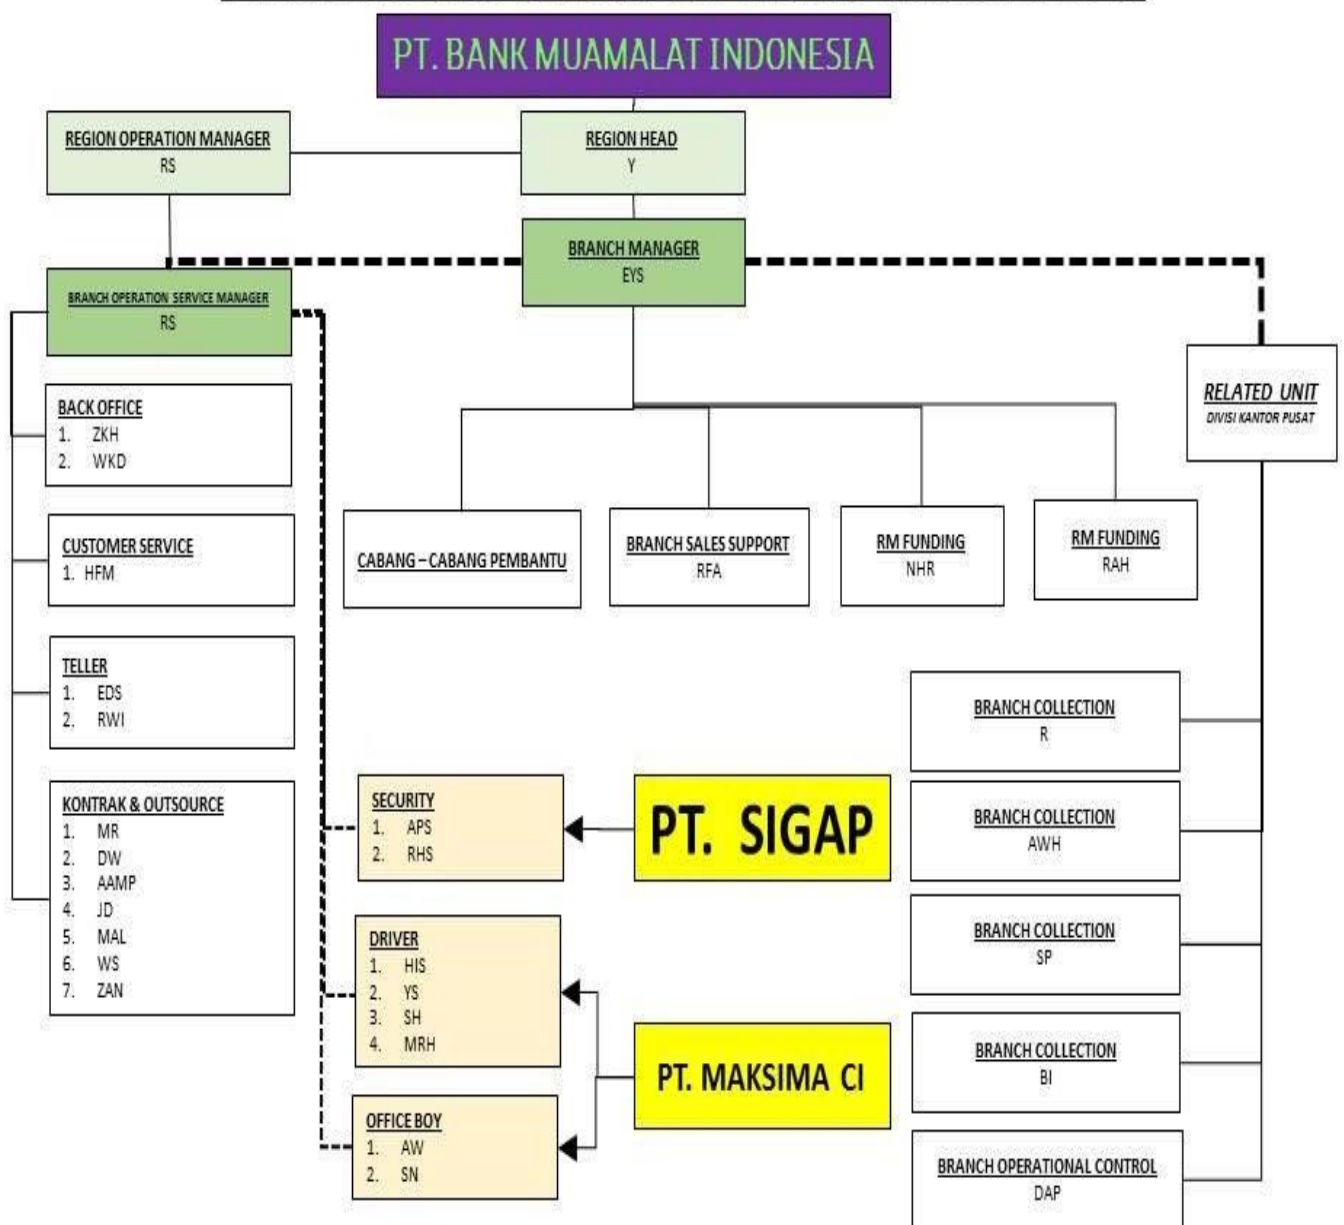 PT. BANK MUAMALAT INDONESIA
REGION OPERATION MANAGER
RS
REGION HEAD
Y
BRANCH MANAGER
EYS
BRANCH OPERATION SERVICE MANAGER
RS
RELATED UNIT
DIVISI KANTOR PUSAT
BACK OFFICE
1. ZKH
2. WKD
CUSTOMER SERVICE
1. HFM
TELLER
1. EDS
2. RWI
KONTRAK & OUTSOURCE
1. MR
2. DW
3. AAMP
4. JD
5. MAL
6. WS
7. ZAN
CABANG – CABANG PEMBANTU
BRANCH SALES SUPPORT
RFA
RM FUNDING
NHR
RM FUNDING
RAH
SECURITY
1. APS
2. RHS
PT. SIGAP
DRIVER
1. HIS
2. YS
3. SH
4. MRH
OFFICE BOY
1. AW
2. SN
PT. MAKSIMA CI
BRANCH COLLECTION
R
BRANCH COLLECTION
AWH
BRANCH COLLECTION
SP
BRANCH COLLECTION
BI
BRANCH OPERATIONAL CONTROL
DAP